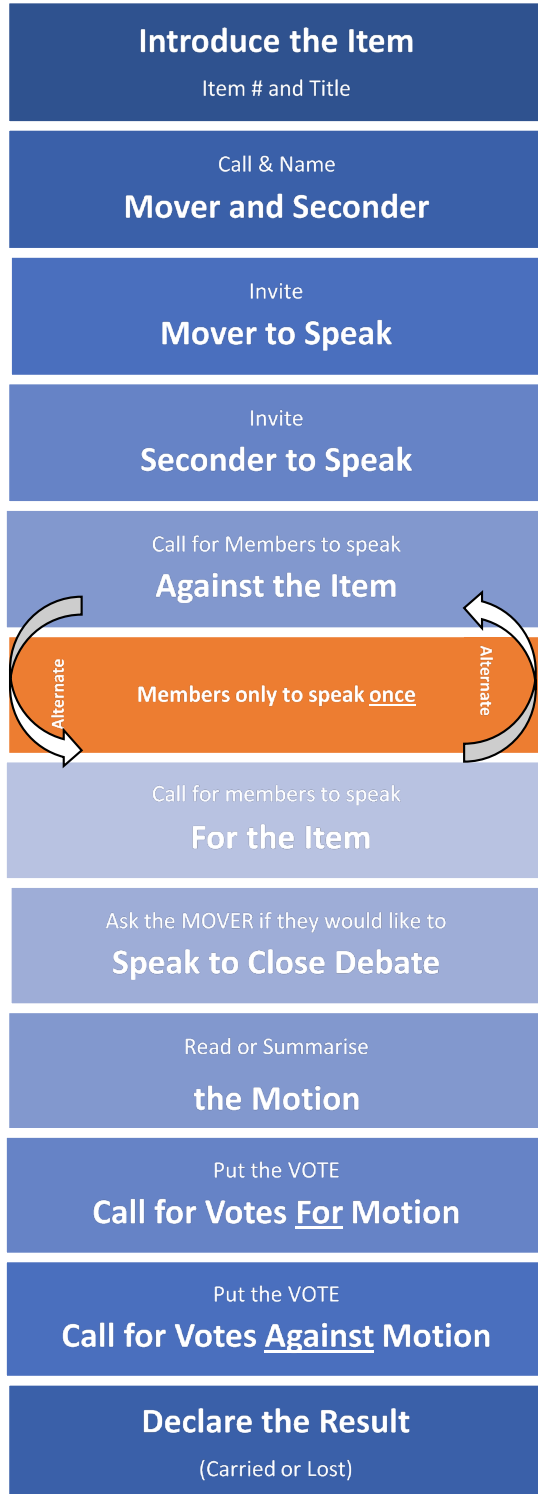 Introduce the Item
Item # and Title
Call & Name
Mover and Seconder
Invite
Mover to Speak
Invite
Seconder to Speak
Call for Members to speak
Against the Item
Alternate
Members only to speak once
Alternate
Call for members to speak
For the Item
Ask the MOVER if they would like to
Speak to Close Debate
Read or Summarise
the Motion
Put the VOTE
Call for Votes For Motion
Put the VOTE
Call for Votes Against Motion
Declare the Result
(Carried or Lost)